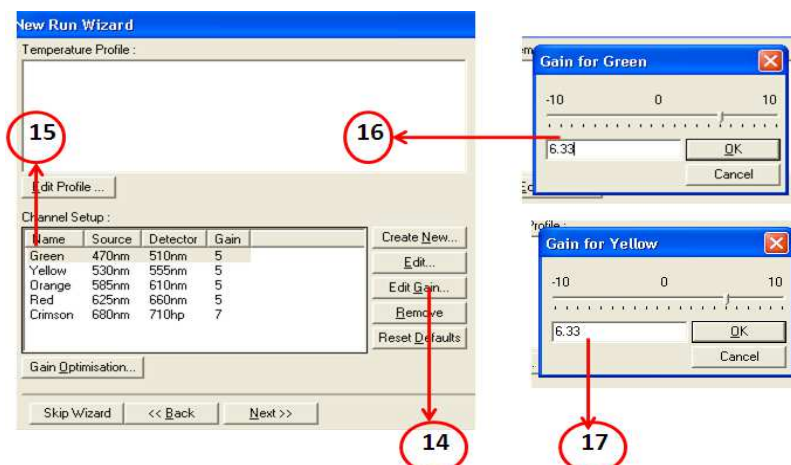 New Run Wizard
Temperature Profile :
15
Edit Profile ...
Channel Setup :
Name Source Detector Gain
Green 470nm 510nm 5
Yellow 530nm 555nm 5
Orange 585nm 610nm 5
Red 625nm 660nm 5
Crimson 680nm 710hp 7
Create New...
Edit...
Edit Gain...
Remove
Reset Defaults
Gain Optimisation...
Skip Wizard
<< Back
Next >>
14
16
Gain for Green
-10 0 10
6.33
OK
Cancel
rofile :
Gain for Yellow
-10 0 10
6.33
OK
Cancel
17